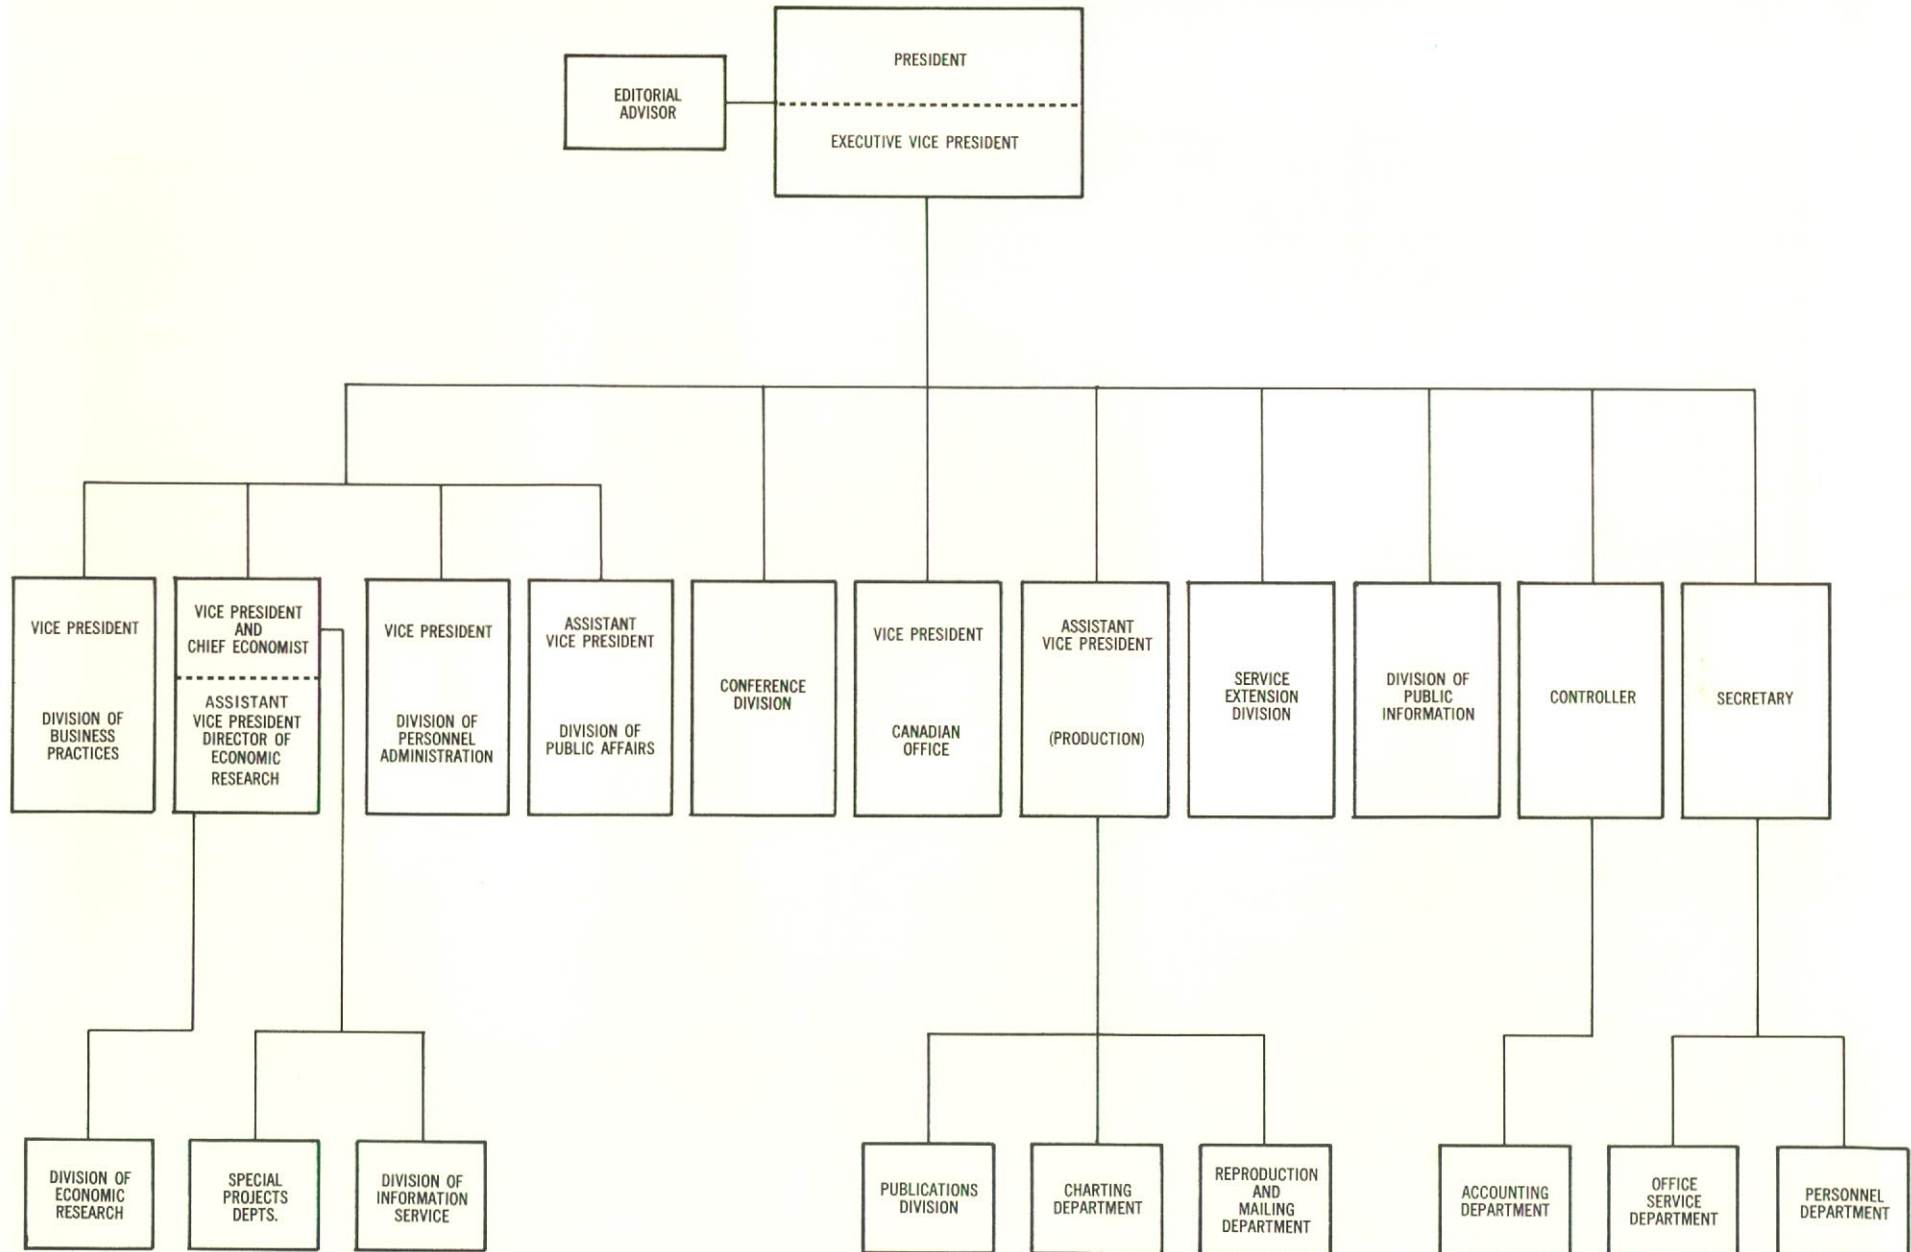 PRESIDENT
EDITORIAL
ADVISOR
EXECUTIVE VICE PRESIDENT
VICE PRESIDENT
DIVISION OF
BUSINESS
PRACTICES
VICE PRESIDENT
AND
CHIEF ECONOMIST
ASSISTANT
VICE PRESIDENT
DIRECTOR OF
ECONOMIC
RESEARCH
VICE PRESIDENT
DIVISION OF
PERSONNEL
ADMINISTRATION
ASSISTANT
VICE PRESIDENT
DIVISION OF
PUBLIC AFFAIRS
CONFERENCE
DIVISION
VICE PRESIDENT
CANADIAN
OFFICE
ASSISTANT
VICE PRESIDENT
(PRODUCTION)
SERVICE
EXTENSION
DIVISION
DIVISION OF
PUBLIC
INFORMATION
CONTROLLER
SECRETARY
DIVISION OF
ECONOMIC
RESEARCH
SPECIAL
PROJECTS
DEPTS.
DIVISION OF
INFORMATION
SERVICE
PUBLICATIONS
DIVISION
CHARTING
DEPARTMENT
REPRODUCTION
AND
MAILING
DEPARTMENT
ACCOUNTING
DEPARTMENT
OFFICE
SERVICE
DEPARTMENT
PERSONNEL
DEPARTMENT